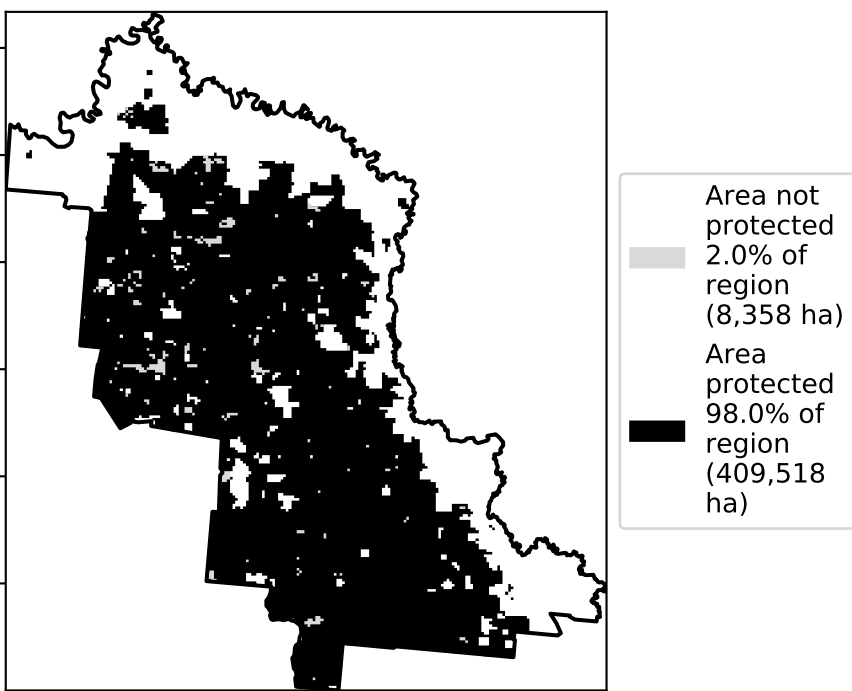 Area not
protected
2.0% of
region
(8,358 ha)
Area
protected
98.0% of
region
(409,518
ha)